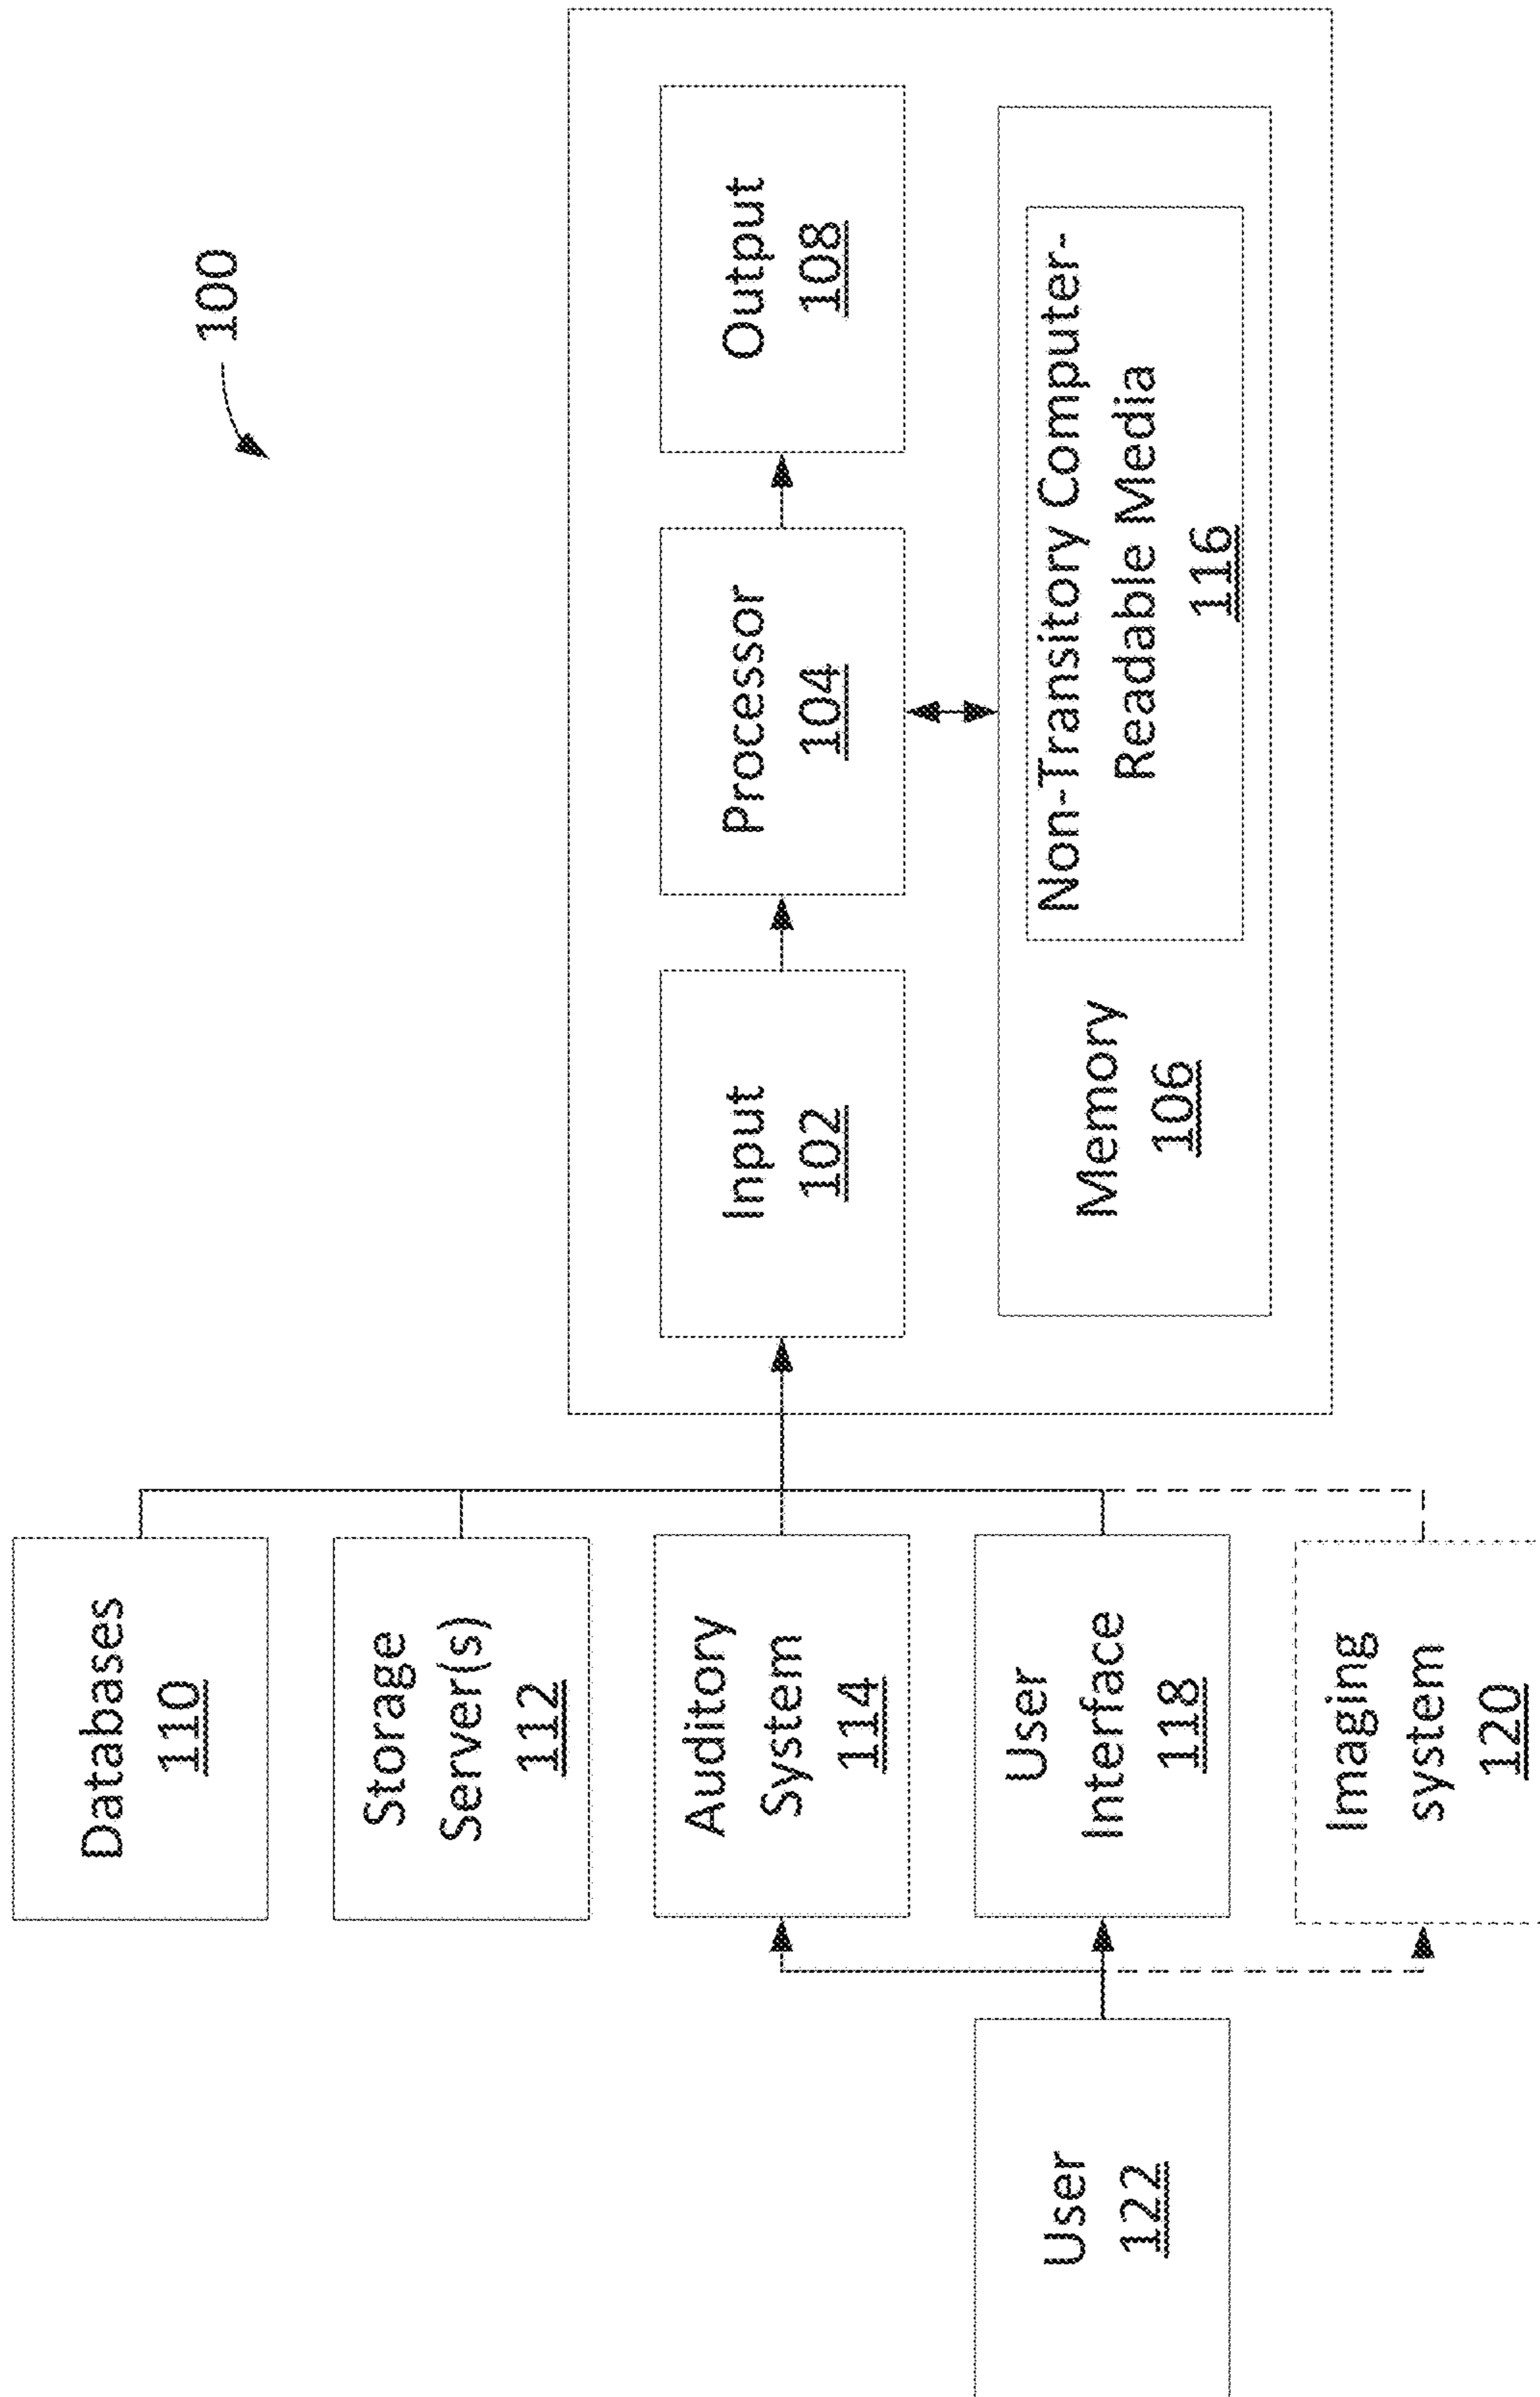 100
Databases
110
Storage
Server(s)
112
Auditory
System
114
User
Interface
118
Imaging
system
120
User
122
Input
102
Processor
104
Output
108
Memory
106
Non-Transitory Computer-
Readable Media
116